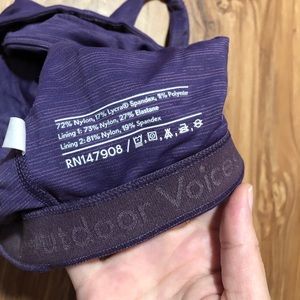 72% Nylon, 17% Lycra® Spandex, 11% Polyester
Lining 1: 73% Nylon, 27% Elastane
Lining 2: 81% Nylon, 19% Spandex
RN147908 /
utdoor Voice